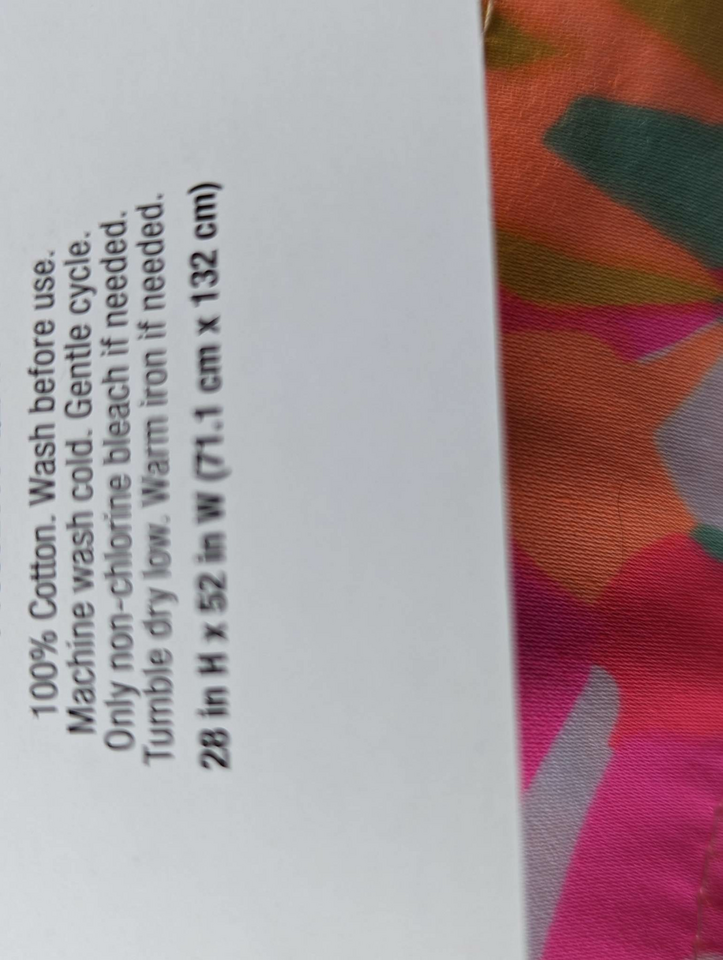 100% Cotton. Wash before use.
Machine wash cold. Gentle cycle.
Only non-chlorine bleach if needed.
Tumble dry low. Warm iron if needed.
28 in H x 52 in W (71.1 cm x 132 cm)